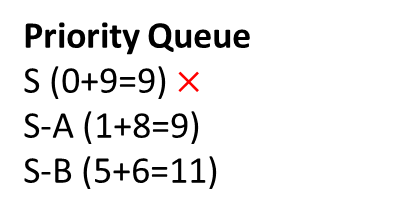 Priority Queue
S (0+9=9) ×
S-A (1+8=9)
S-B (5+6=11)